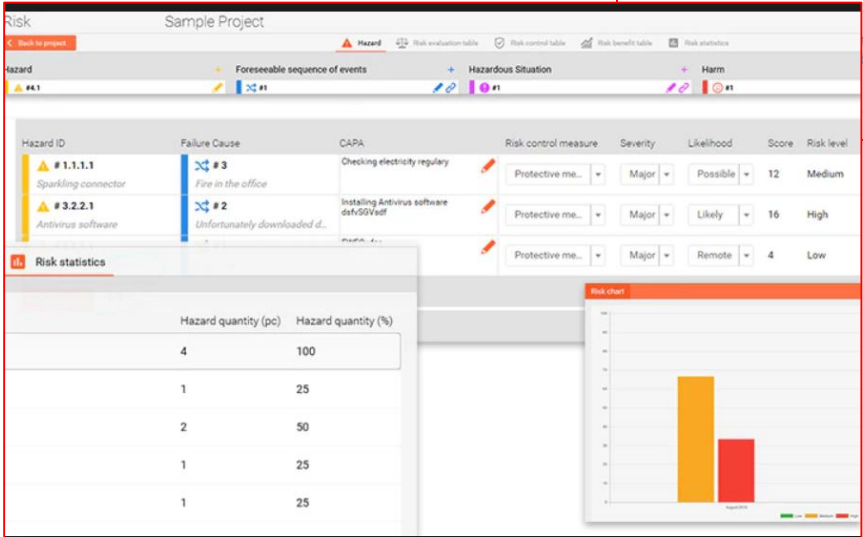 Risk Sample Project
Back to project Hazard Risk evaluation table Risk control table Risk benefit table Risk statistics
Hazard + Foreseeable sequence of events + Hazardous Situation + Harm
#4.1 #1 #1 #1
Hazard ID Failure Cause CAPA Risk control measure Severity Likelihood Score Risk level
# 1.1.1.1 # 3 Checking electricity regulary Protective me... Major Possible 12 Medium
Sparkling connector Fire in the office
# 3.2.2.1 # 2 Installing Antivirus software
dsfvSGVsdf Protective me... Major Likely 16 High
Antivirus software Unfortunately downloaded d...
Protective me... Major Remote 4 Low
Risk statistics
Hazard quantity (pc) Hazard quantity (%)
4 100
1 25
2 50
1 25
1 25
Risk chart
August 2018
Low Medium High